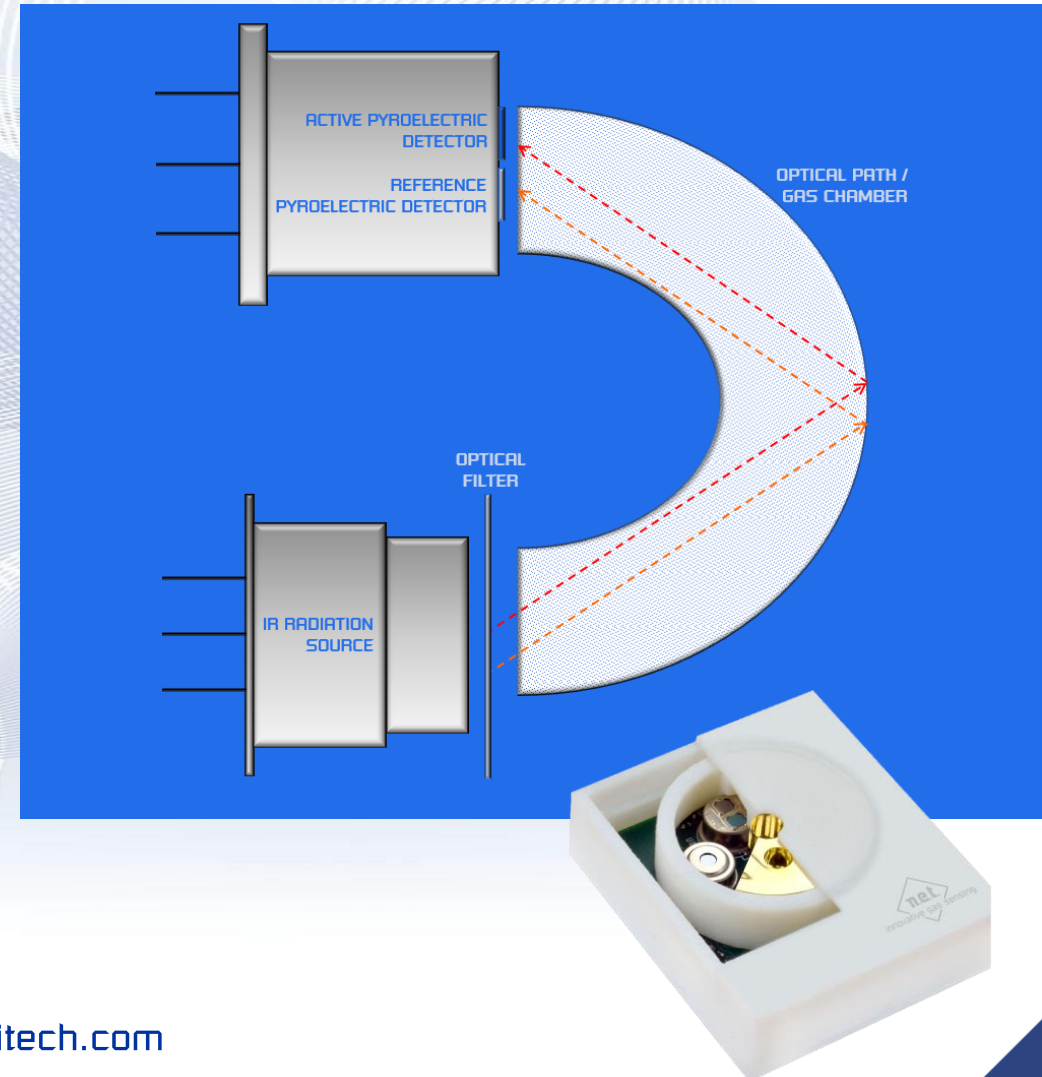 ACTIVE PYROELECTRIC
DETECTOR
REFERENCE
PYROELECTRIC DETECTOR
OPTICAL PATH /
GAS CHAMBER
OPTICAL
FILTER
IR RADIATION
SOURCE
n.e.t.
innovative gas sensing
itech.com